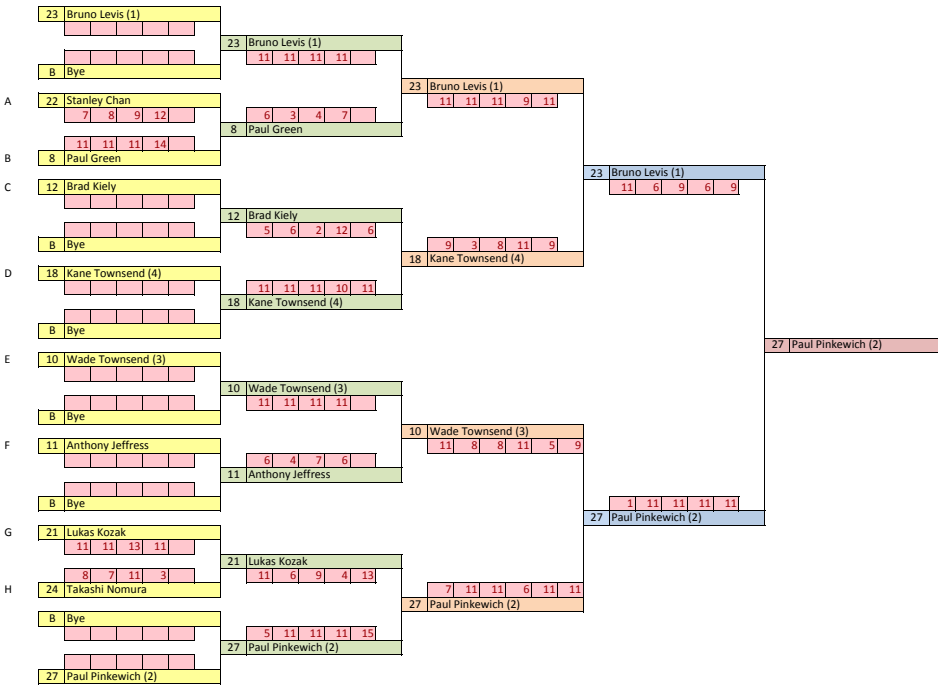 23 Bruno Levis (1)
23 Bruno Levis (1)
11 11 11 11
B Bye
23 Bruno Levis (1)
A 22 Stanley Chan
11 11 11 9 11
7 8 9 12
6 3 4 7
8 Paul Green
11 11 11 14
B 8 Paul Green
23 Bruno Levis (1)
C 12 Brad Kiely
11 6 9 6 9
12 Brad Kiely
5 6 2 12 6
B Bye
9 3 8 11 9
18 Kane Townsend (4)
D 18 Kane Townsend (4)
11 11 11 10 11
18 Kane Townsend (4)
B Bye
27 Paul Pinkewich (2)
E 10 Wade Townsend (3)
10 Wade Townsend (3)
11 11 11 11
B Bye
10 Wade Townsend (3)
F 11 Anthony Jeffress
11 8 8 11 5 9
6 4 7 6
11 Anthony Jeffress
B Bye
1 11 11 11 11
27 Paul Pinkewich (2)
G 21 Lukas Kozak
11 11 13 11
21 Lukas Kozak
8 7 11 3
11 6 9 4 13
H 24 Takashi Nomura
7 11 11 6 11 11
27 Paul Pinkewich (2)
B Bye
5 11 11 11 15
27 Paul Pinkewich (2)
27 Paul Pinkewich (2)